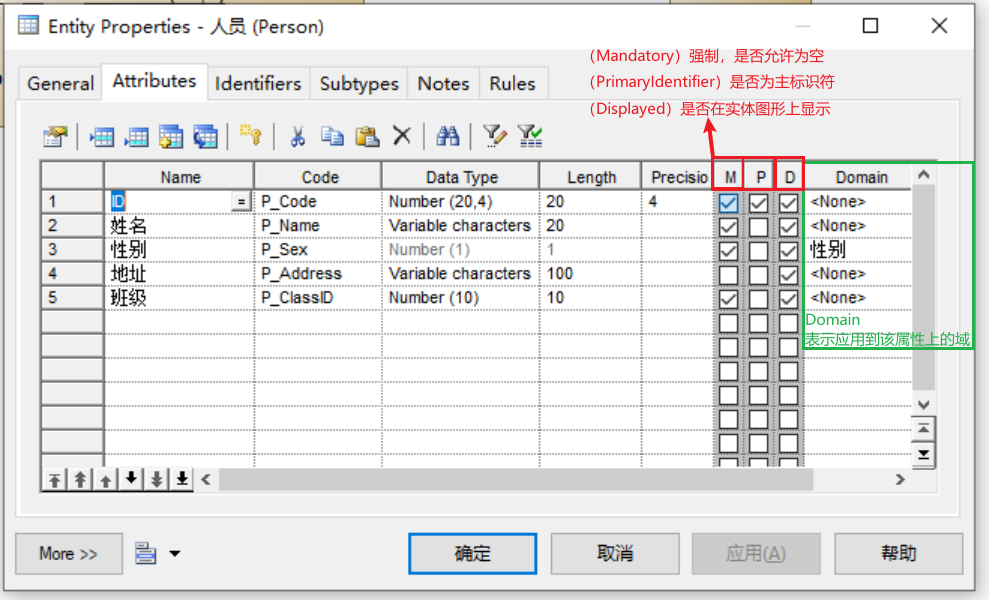 Entity Properties - 人员 (Person)
（Mandatory）强制，是否允许为空
（PrimaryIdentifier）是否为主标识符
（Displayed）是否在实体图形上显示
General Attributes Identifiers Subtypes Notes Rules
Name Code Data Type Length Precisio M P D Domain
1 ID = P_Code Number (20,4) 20 4 <None>
2 姓名 P_Name Variable characters 20 <None>
3 性别 P_Sex Number (1) 1 性别
4 地址 P_Address Variable characters 100 <None>
5 班级 P_ClassID Number (10) 10 <None>
Domain
表示应用到该属性上的域
More >> 确定 取消 应用(A) 帮助